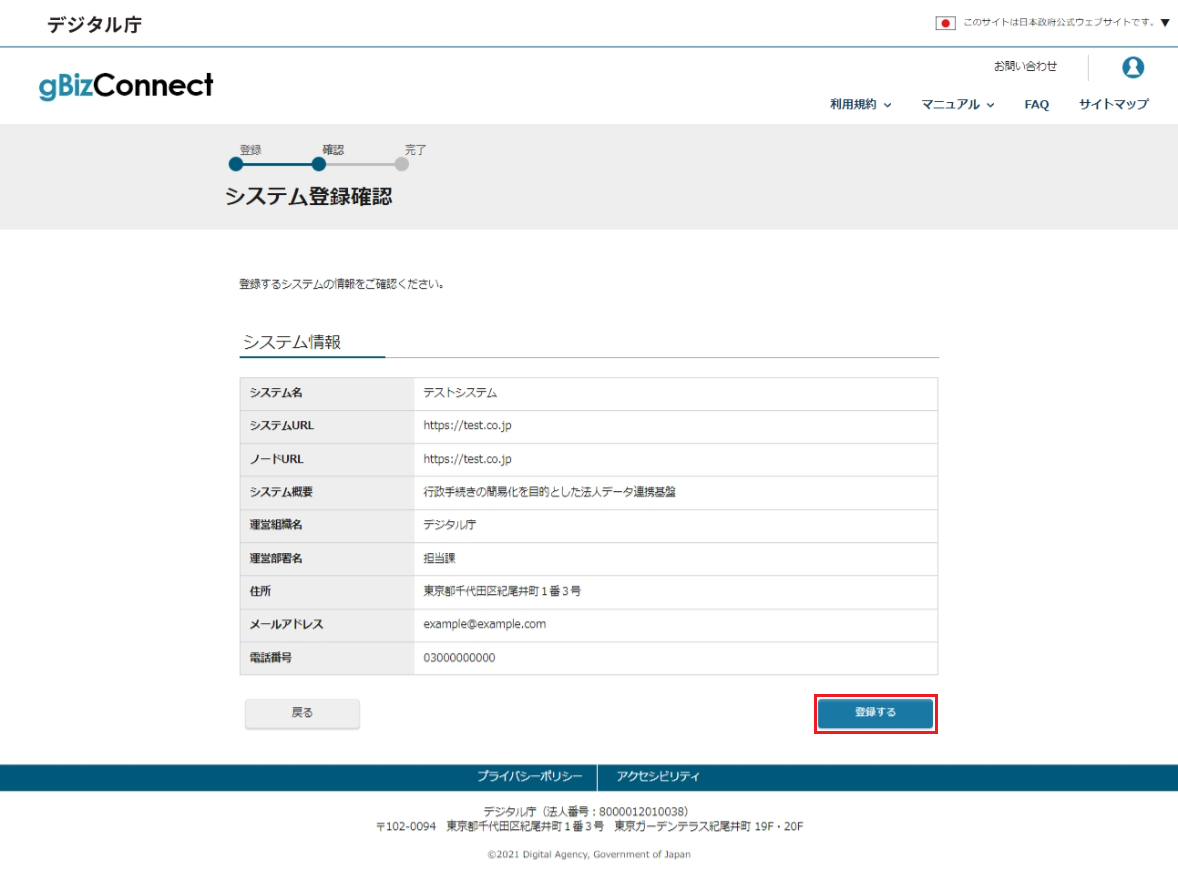 デジタル庁
このサイトは日本政府公式ウェブサイトです。▼
gBizConnect
お問い合わせ
利用規約 マニュアル FAQ サイトマップ
登録 確認 完了
システム登録確認
登録するシステムの情報をご確認ください。
システム情報
システム名 テストシステム
システムURL https://test.co.jp
ノードURL https://test.co.jp
システム概要 行政手続きの簡易化を目的とした法人データ連携基盤
運営組織名 デジタル庁
運営部署名 担当課
住所 東京都千代田区紀尾井町１番３号
メールアドレス example@example.com
電話番号 03000000000
戻る 登録する
プライバシーポリシー アクセシビリティ
デジタル庁（法人番号：8000012010038）
〒102-0094 東京都千代田区紀尾井町１番３号 東京ガーデンテラス紀尾井町 19F・20F
©2021 Digital Agency, Government of Japan